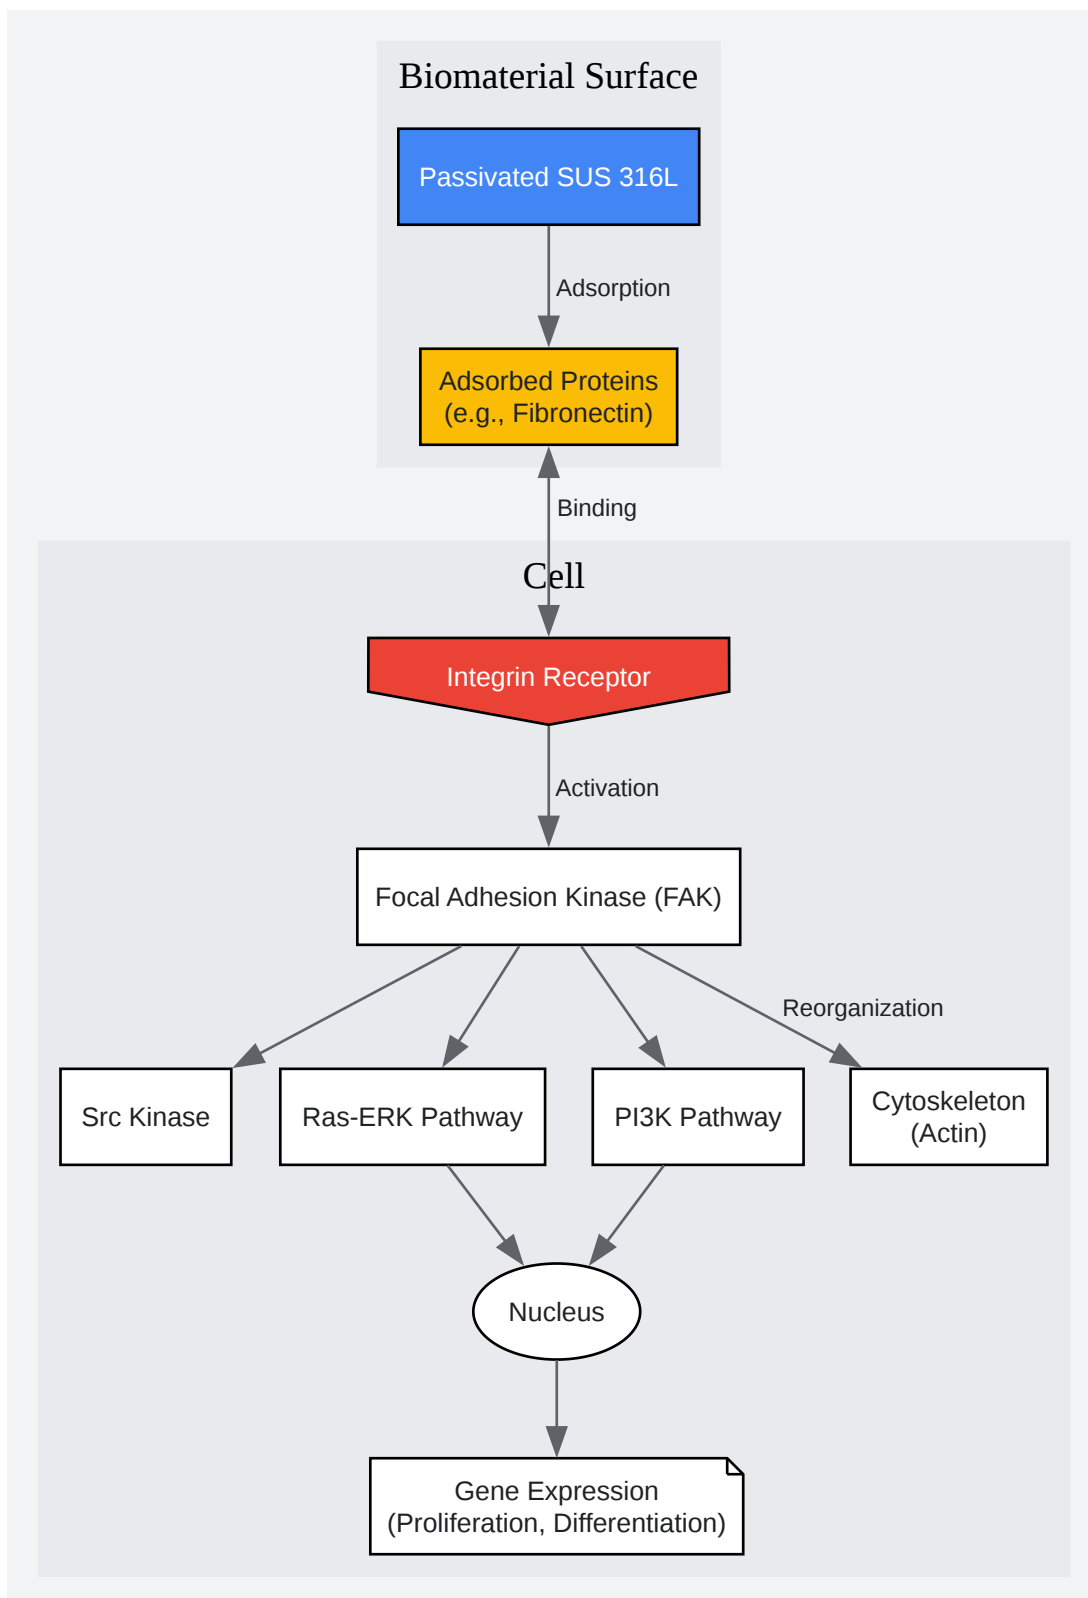 Biomaterial Surface
Passivated SUS 316L
Adsorption
Adsorbed Proteins
(e.g., Fibronectin)
Binding
Cell
Integrin Receptor
Activation
Focal Adhesion Kinase (FAK)
Reorganization
Src Kinase
Ras-ERK Pathway
PI3K Pathway
Cytoskeleton
(Actin)
Nucleus
Gene Expression
(Proliferation, Differentiation)